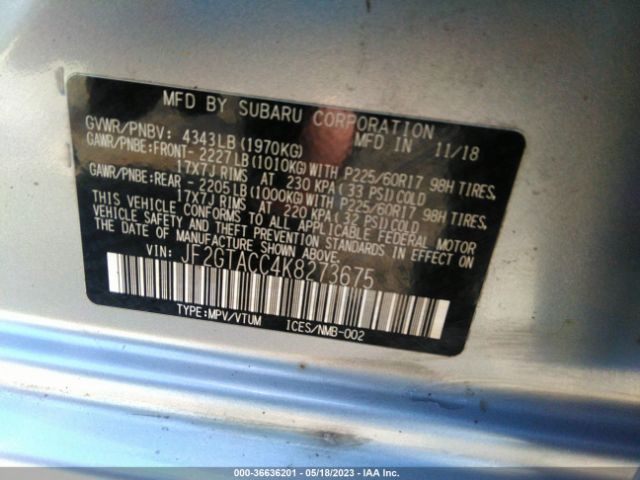 MFD BY SUBARU CORPORATION
GVWR/PNBV: 4343LB (1970KG) MFD IN 11/18
GAWR/PNBE:FRONT- 2227LB(1010KG)WITH P225/60R17 98H TIRES,
17X7J RIMS AT 230 KPA(33 PSI)COLD
GAWR/PNBE:REAR - 2205LB(1000KG)WITH P225/60R17 98H TIRES,
17X7J RIMS AT 220 KPA(32 PSI)COLD
THIS VEHICLE CONFORMS TO ALL APPLICABLE FEDERAL MOTOR
VEHICLE SAFETY AND THEFT PREVENTION STANDARDS IN EFFECT ON
THE DATE OF MANUFACTURE SHOWN ABOVE.
VIN: JF2GTACC4K8273675
TYPE:MPV/VTUM ICES/NMB-002
000-36636201 - 05/18/2023 - IAA Inc.